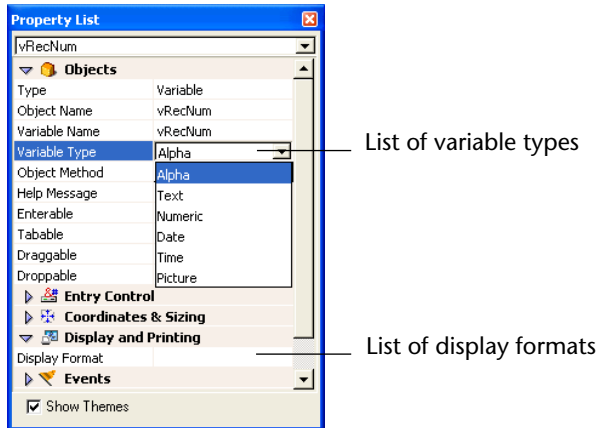 Property List
vRecNum
Objects
Type Variable
Object Name vRecNum
Variable Name vRecNum
Variable Type Alpha
List of variable types
Object Method Alpha
Help Message Text
Enterable Numeric
Tabable Date
Draggable Time
Droppable Picture
Entry Control
Coordinates & Sizing
Display and Printing
Display Format
List of display formats
Events
Show Themes